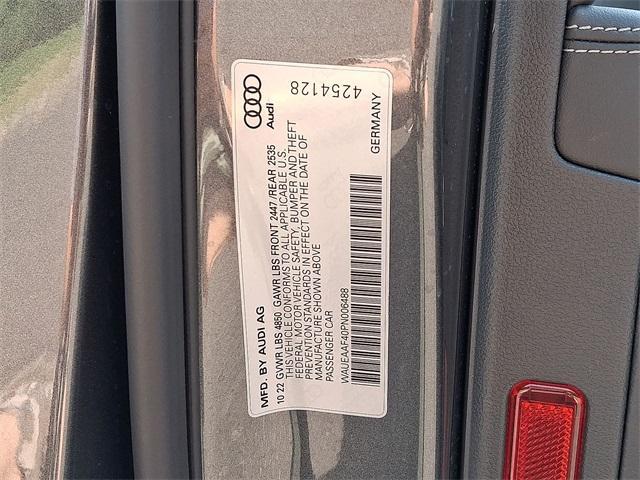 Audi
4254128
MFD. BY AUDI AG
10 22 GVWR LBS 4850 GAWR LBS FRONT 2447 /REAR 2535
THIS VEHICLE CONFORMS TO ALL APPLICABLE U.S.
FEDERAL MOTOR VEHICLE SAFETY, BUMPER AND THEFT
PREVENTION STANDARDS IN EFFECT ON THE DATE OF
MANUFACTURE SHOWN ABOVE
PASSENGER CAR
WAUEAAF40PN006488
GERMANY